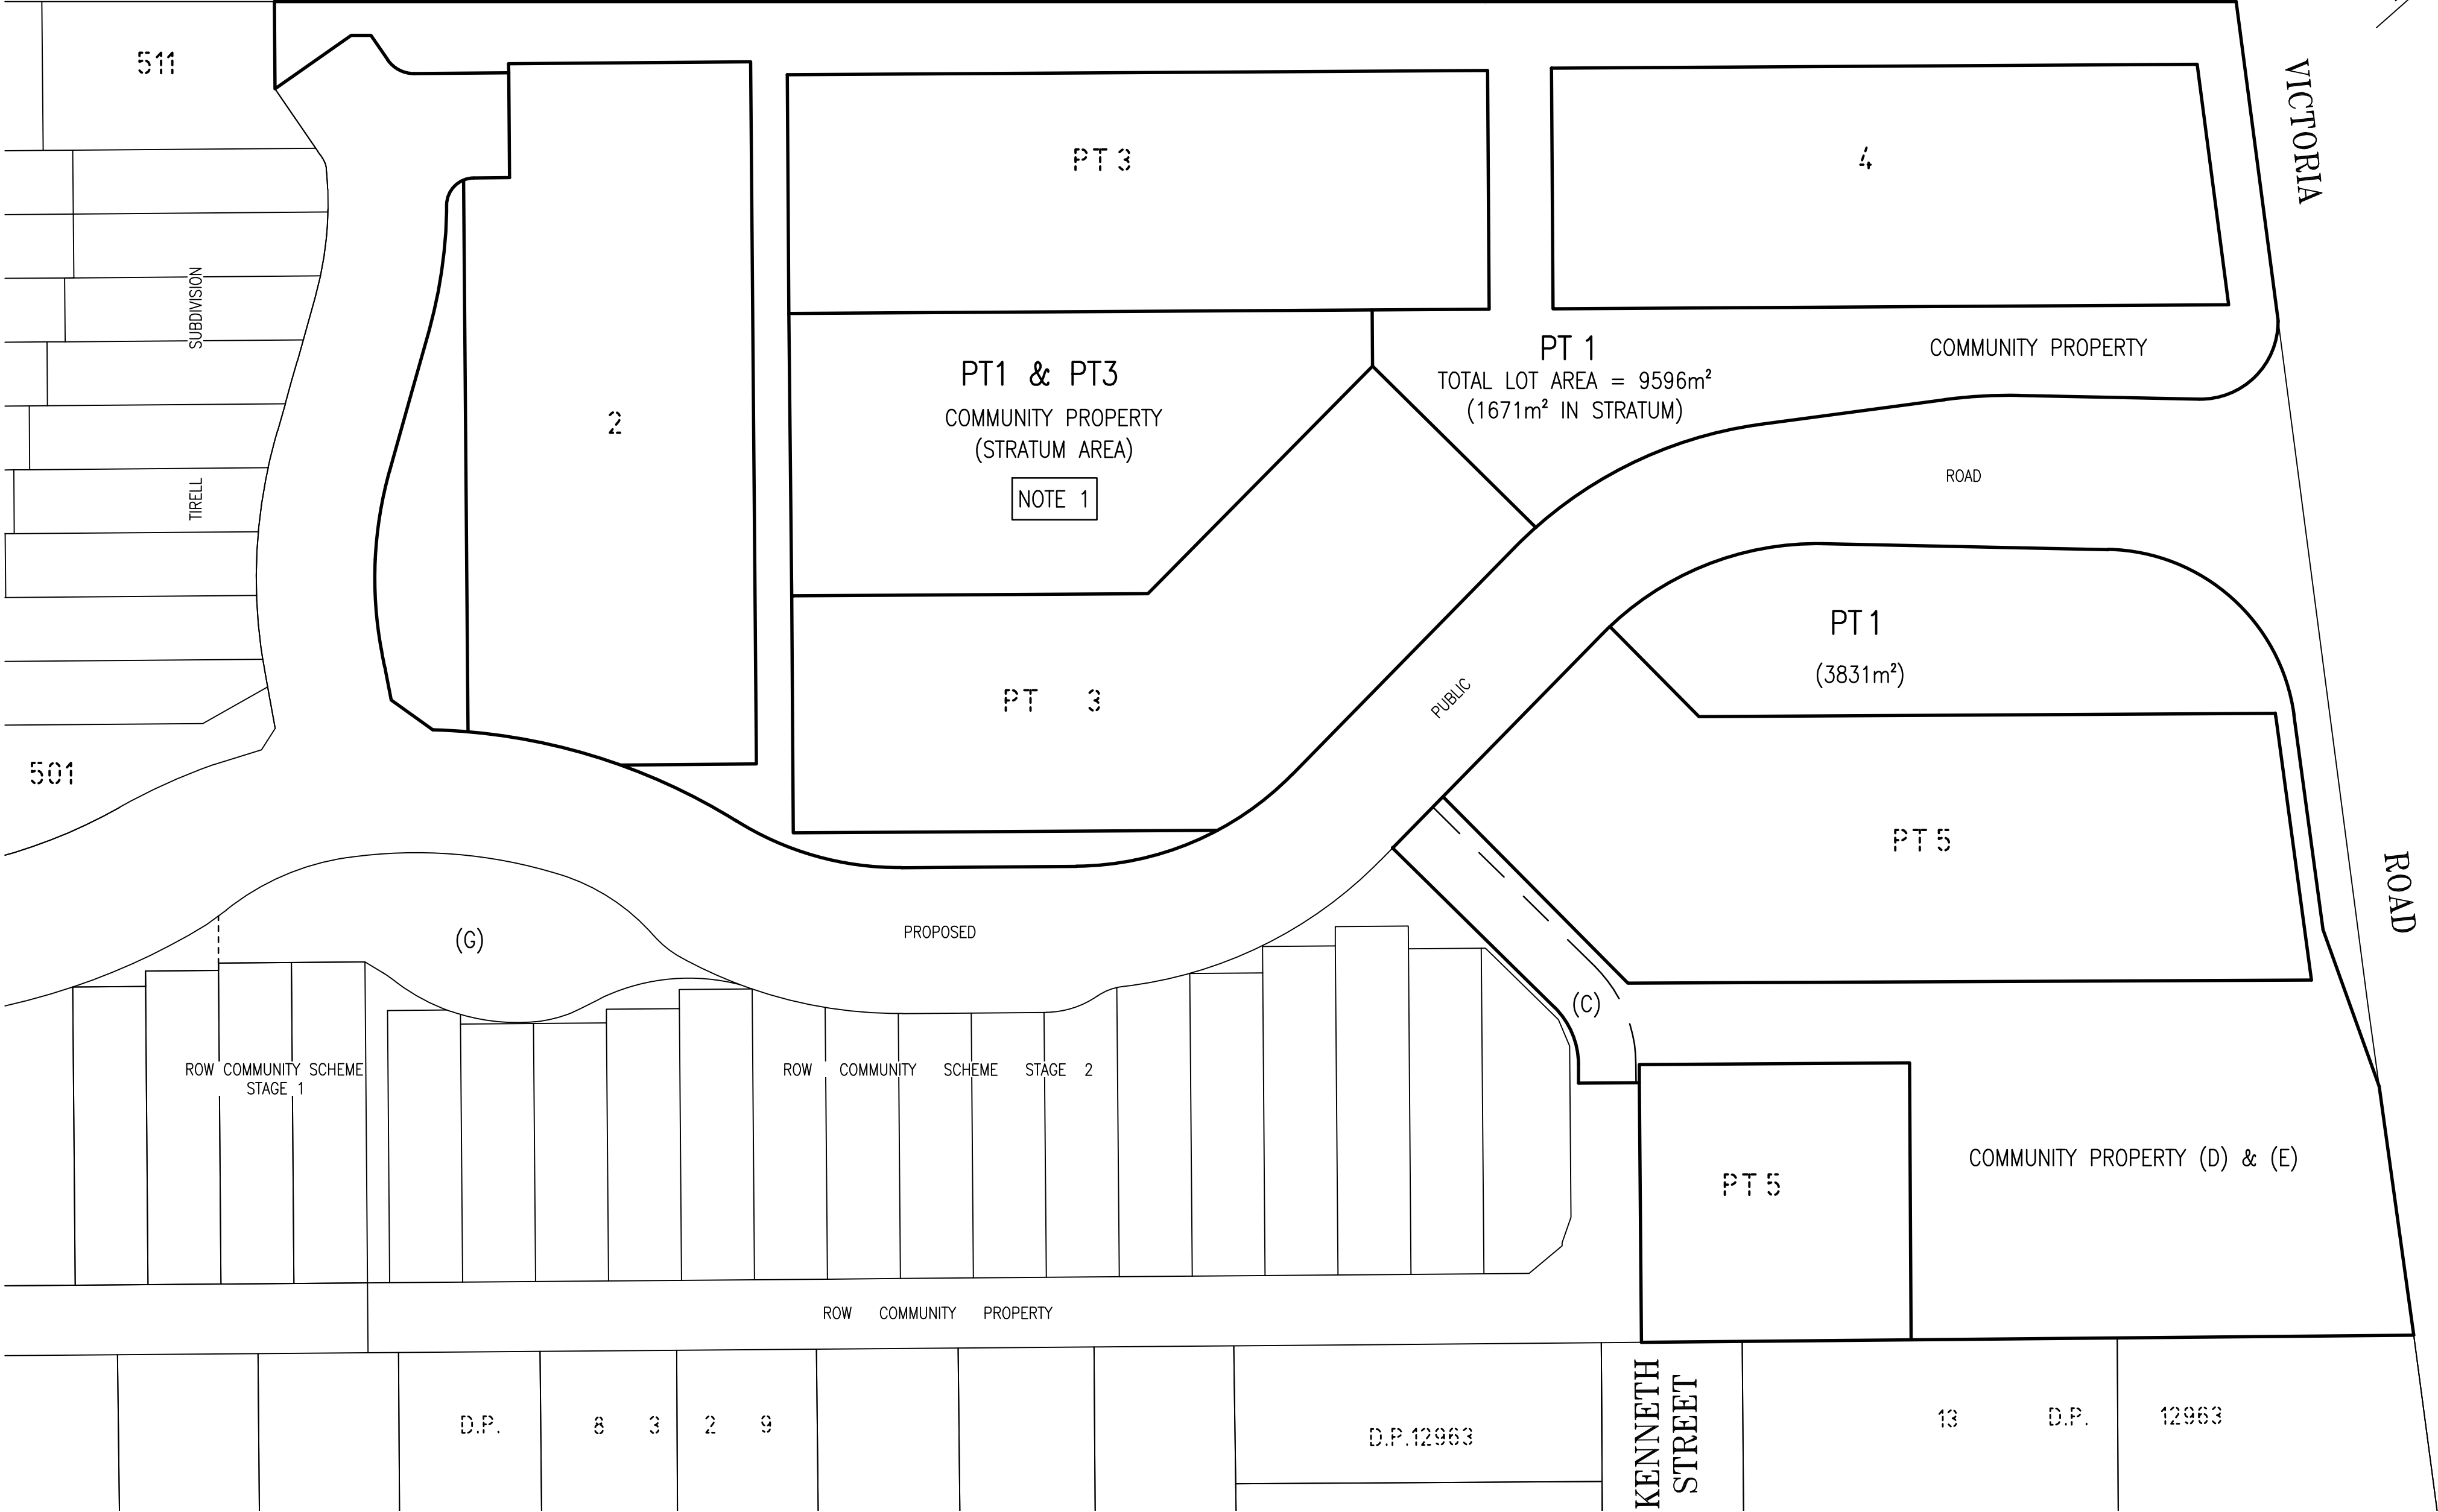 511
VICTORIA
PT 3
4
SUBDIVISION
TIRELL
PT 1
TOTAL LOT AREA = 9596m²
(1671m² IN STRATUM)
COMMUNITY PROPERTY
PT1 & PT3
COMMUNITY PROPERTY
(STRATUM AREA)
NOTE 1
2
ROAD
PT 1
(3831m²)
PUBLIC
PT 3
501
PT 5
ROAD
(G)
PROPOSED
(C)
ROW COMMUNITY SCHEME
STAGE 1
ROW COMMUNITY SCHEME STAGE 2
COMMUNITY PROPERTY (D) & (E)
PT 5
ROW COMMUNITY PROPERTY
D.P. 8 3 2 9
D.P.12963
KENNETH
STREET
13 D.P. 12963